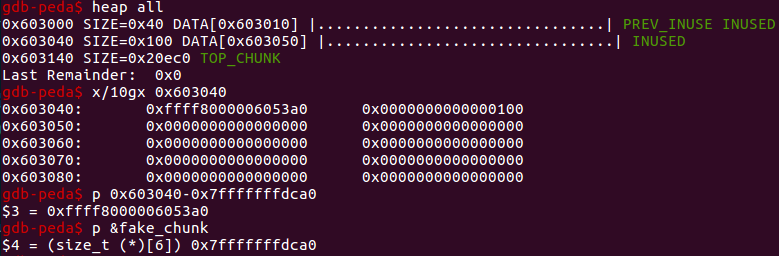 gdb-peda$ heap all
0x603000 SIZE=0x40 DATA[0x603010] |................................| PREV_INUSE INUSED
0x603040 SIZE=0x100 DATA[0x603050] |................................| INUSED
0x603140 SIZE=0x20ec0 TOP_CHUNK
Last Remainder:  0x0
gdb-peda$ x/10gx 0x603040
0x603040:       0xffff8000006053a0      0x0000000000000100
0x603050:       0x0000000000000000      0x0000000000000000
0x603060:       0x0000000000000000      0x0000000000000000
0x603070:       0x0000000000000000      0x0000000000000000
0x603080:       0x0000000000000000      0x0000000000000000
gdb-peda$ p 0x603040-0x7fffffffdca0
$3 = 0xffff8000006053a0
gdb-peda$ p &fake_chunk
$4 = (size_t (*)[6]) 0x7fffffffdca0